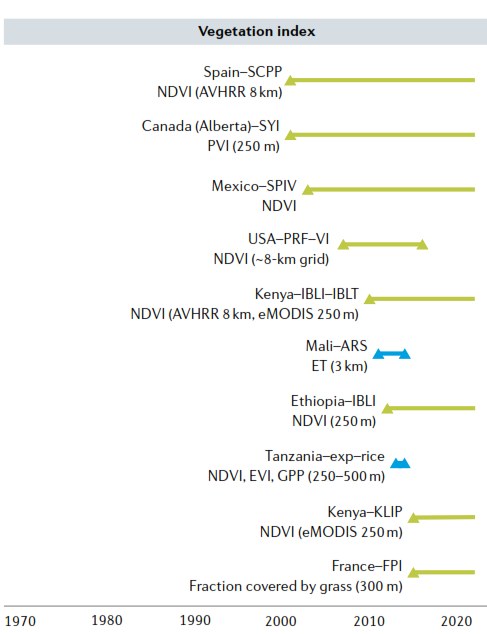 Vegetation index
Spain–SCPP
NDVI (AVHRR 8 km)
Canada (Alberta)–SYI
PVI (250 m)
Mexico–SPIV
NDVI
USA–PRF–VI
NDVI (~8-km grid)
Kenya–IBLI–IBLT
NDVI (AVHRR 8 km, eMODIS 250 m)
Mali–ARS
ET (3 km)
Ethiopia–IBLI
NDVI (250 m)
Tanzania–exp–rice
NDVI, EVI, GPP (250–500 m)
Kenya–KLIP
NDVI (eMODIS 250 m)
France–FPI
Fraction covered by grass (300 m)
1970 1980 1990 2000 2010 2020